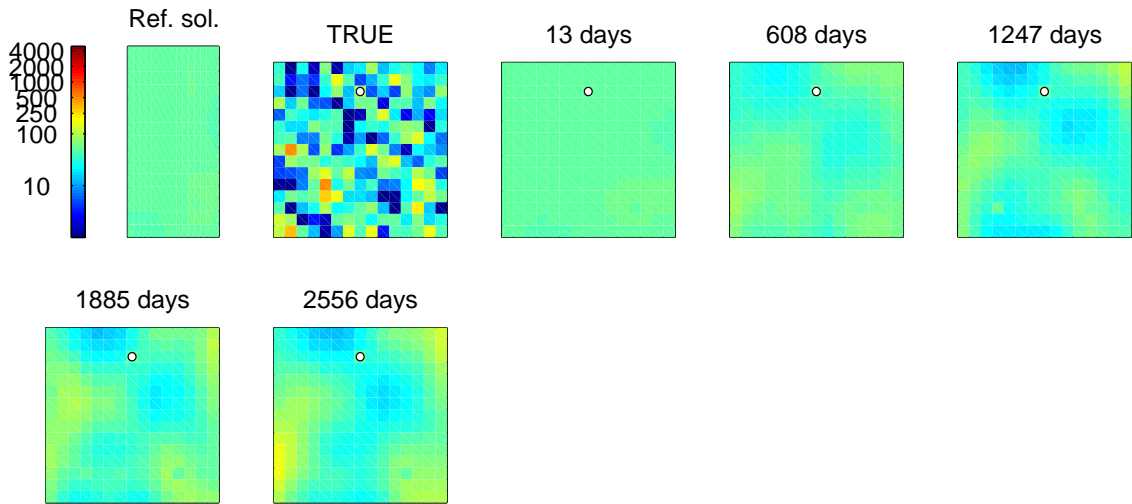 Ref. sol.
TRUE
13 days
608 days
1247 days
4000
2000
1000
500
250
100
10
1885 days
2556 days